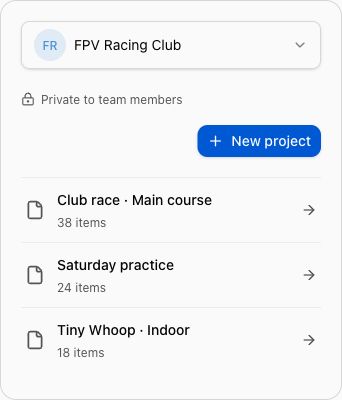 FR
FPV Racing Club
Private to team members
New project
Club race · Main course
38 items
Saturday practice
24 items
Tiny Whoop · Indoor
18 items